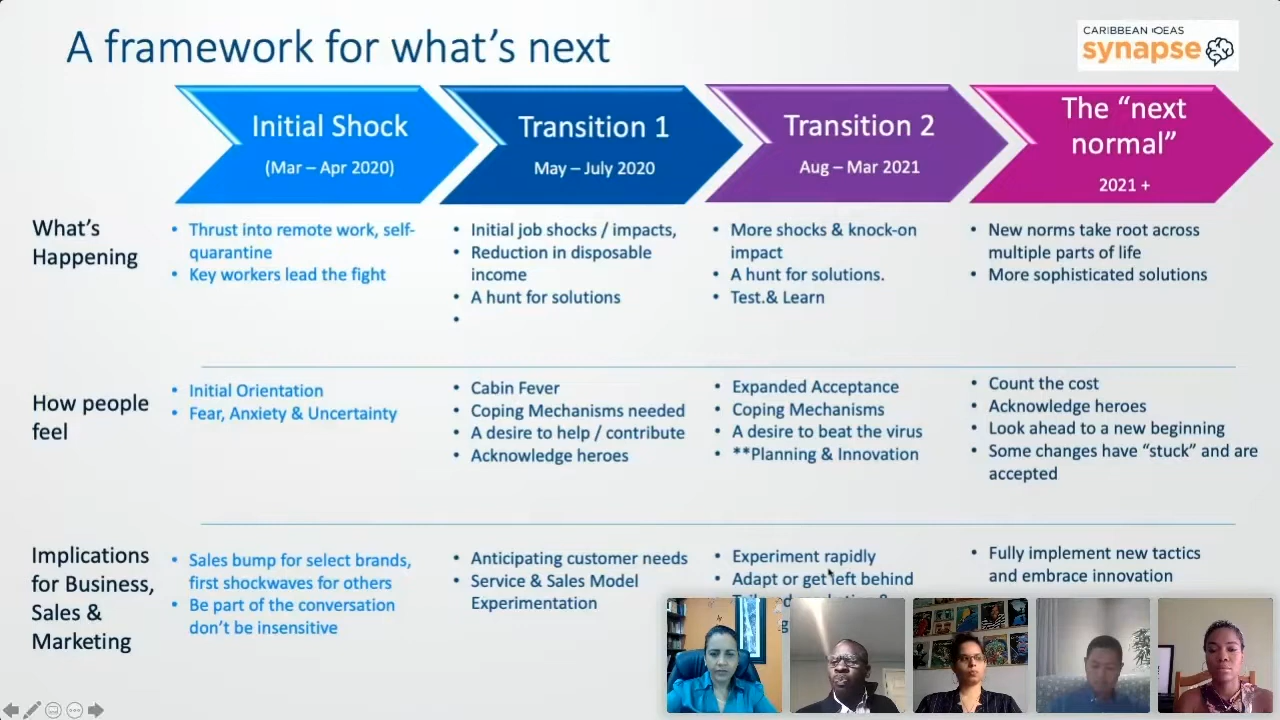 A framework for what's next
CARIBBEAN IDEAS
synapse
Initial Shock
(Mar – Apr 2020)
Transition 1
May – July 2020
Transition 2
Aug – Mar 2021
The "next
normal"
2021 +
What's
Happening
• Thrust into remote work, self-
quarantine
• Key workers lead the fight
• Initial job shocks / impacts,
• Reduction in disposable
income
• A hunt for solutions
•
• More shocks & knock-on
impact
• A hunt for solutions.
• Test.& Learn
• New norms take root across
multiple parts of life
• More sophisticated solutions
How people
feel
• Initial Orientation
• Fear, Anxiety & Uncertainty
• Cabin Fever
• Coping Mechanisms needed
• A desire to help / contribute
• Acknowledge heroes
• Expanded Acceptance
• Coping Mechanisms
• A desire to beat the virus
• **Planning & Innovation
• Count the cost
• Acknowledge heroes
• Look ahead to a new beginning
• Some changes have "stuck" and are
accepted
Implications
for Business,
Sales &
Marketing
• Sales bump for select brands,
first shockwaves for others
• Be part of the conversation
don't be insensitive
• Anticipating customer needs
• Service & Sales Model
Experimentation
• Experiment rapidly
• Adapt or get left behind
• Fully implement new tactics
and embrace innovation